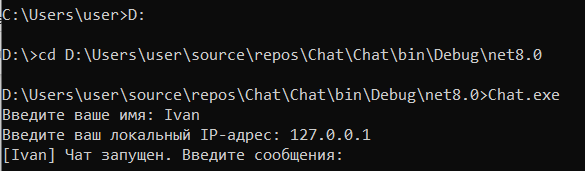 C:\Users\user>D:
D:\>cd D:\Users\user\source\repos\Chat\Chat\bin\Debug\net8.0
D:\Users\user\source\repos\Chat\Chat\bin\Debug\net8.0>Chat.exe
Введите ваше имя: Ivan
Введите ваш локальный IP-адрес: 127.0.0.1
[Ivan] Чат запущен. Введите сообщения: